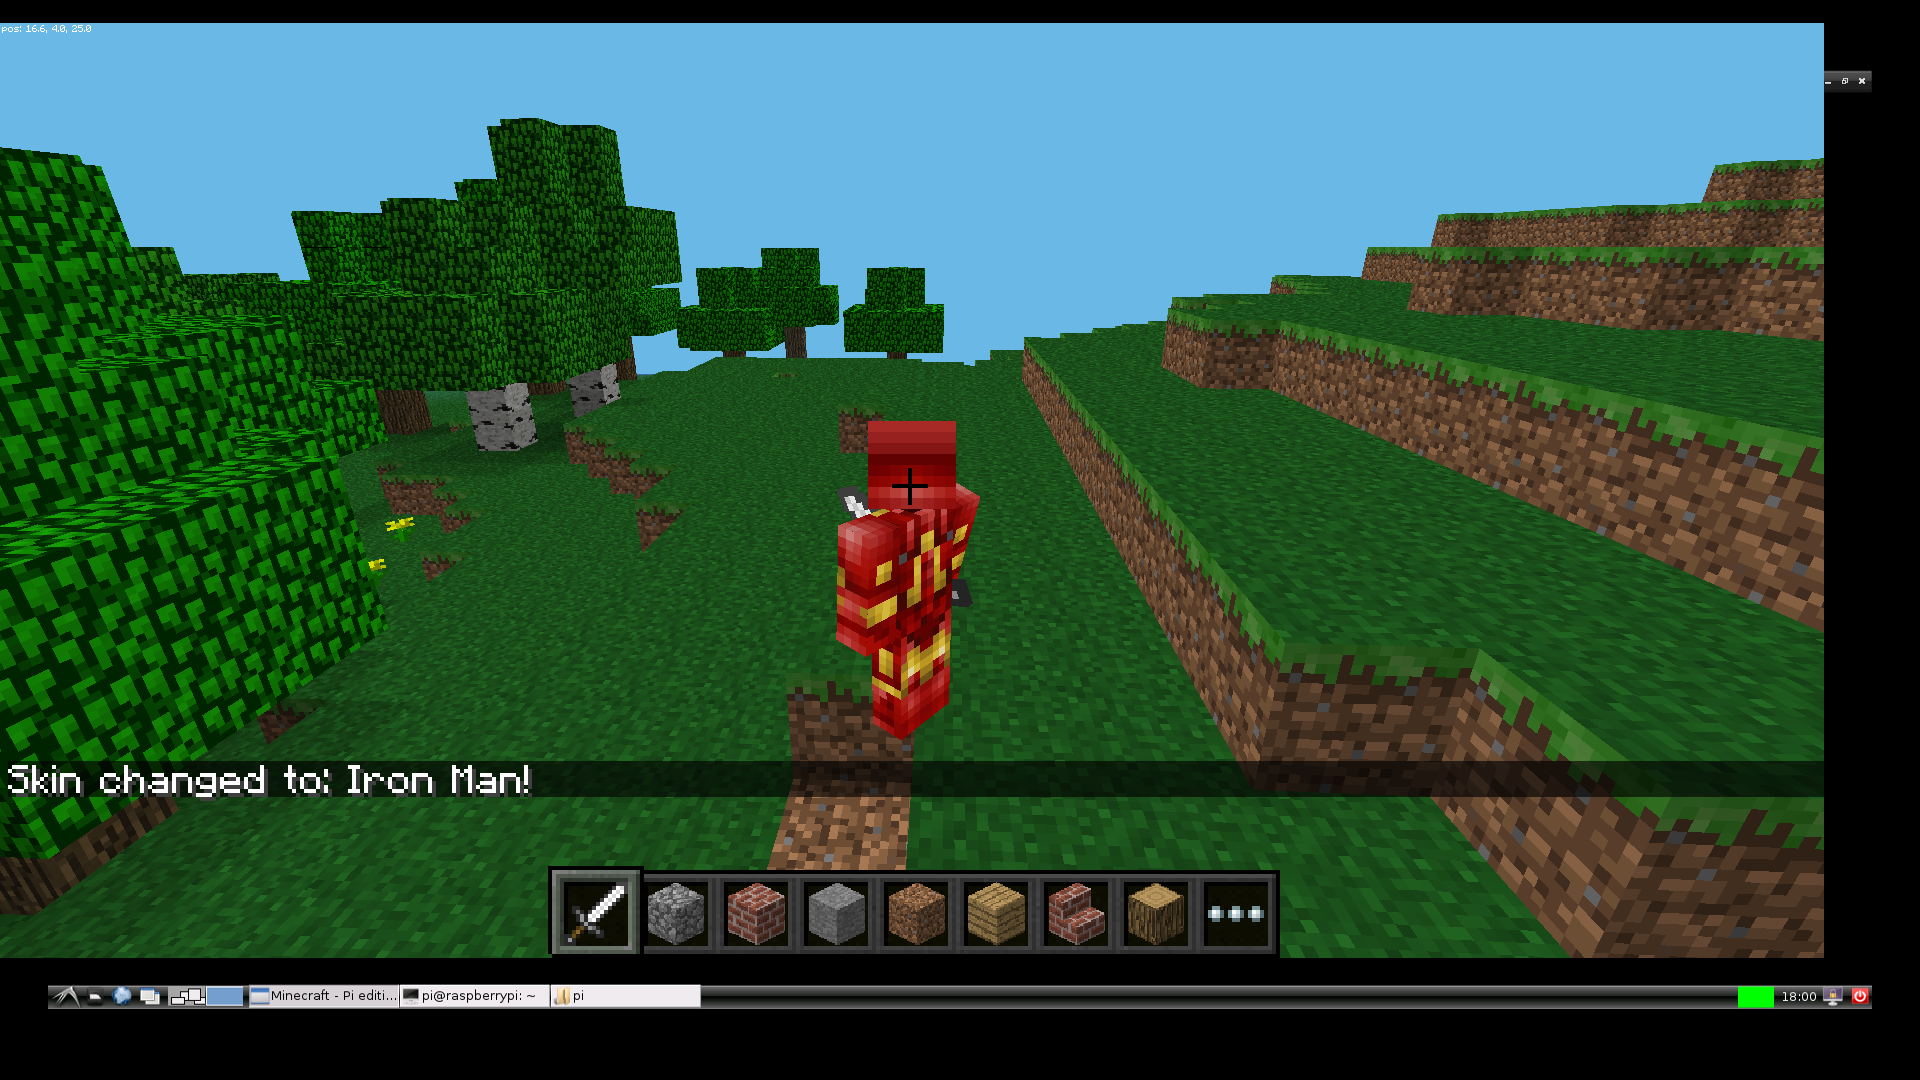 pos: 16.6, 4.0, 25.0
Skin changed to: Iron Man!
Minecraft - Pi editi...
pi@raspberrypi: ~
pi
18:00